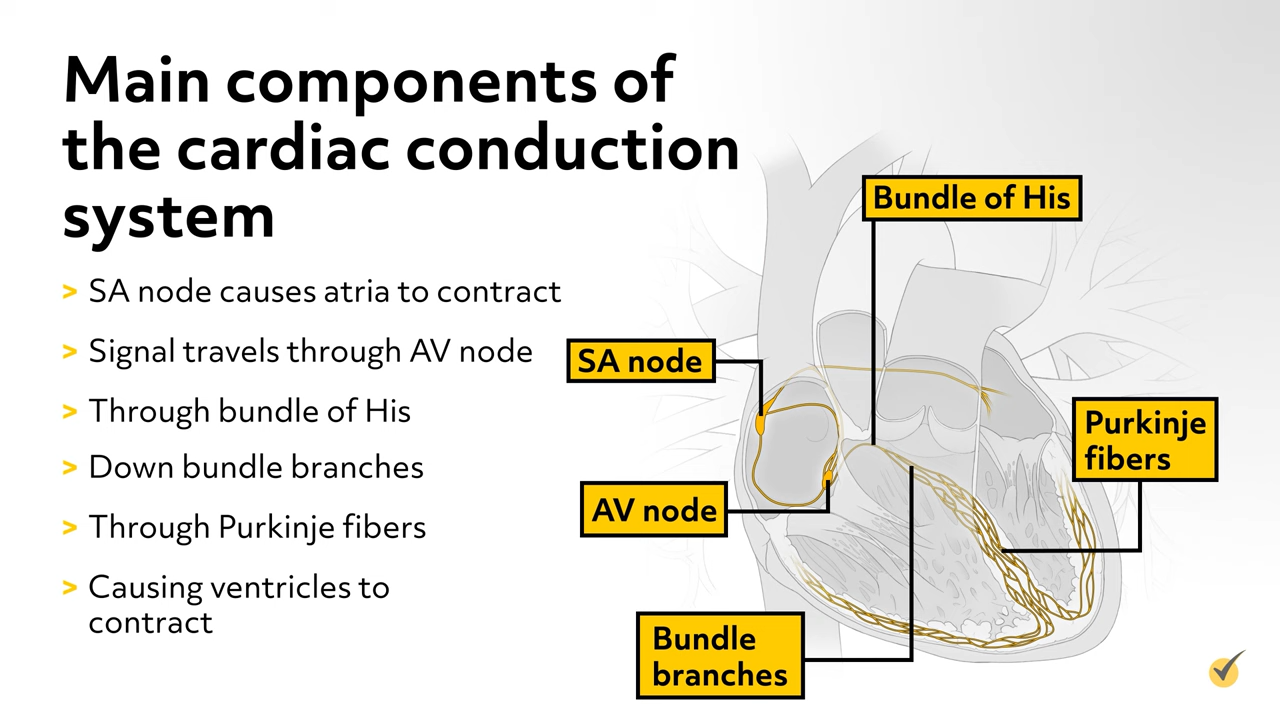 Main components of
the cardiac conduction
system
> SA node causes atria to contract
> Signal travels through AV node
> Through bundle of His
> Down bundle branches
> Through Purkinje fibers
> Causing ventricles to
contract
Bundle of His
SA node
Purkinje
fibers
AV node
Bundle
branches